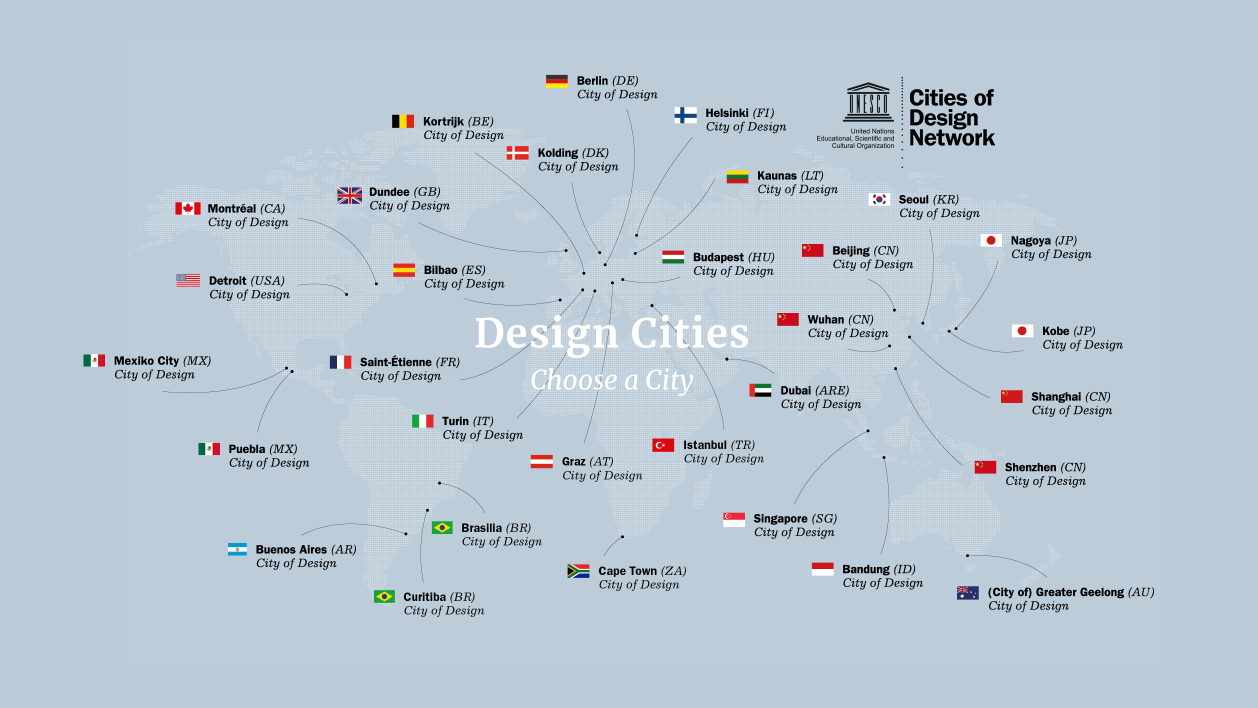 Berlin (DE)
City of Design
Helsinki (FI)
City of Design
UNESCO
United Nations
Educational, Scientific and
Cultural Organization
Cities of
Design
Network
Kortrijk (BE)
City of Design
Kolding (DK)
City of Design
Kaunas (LT)
City of Design
Dundee (GB)
City of Design
Seoul (KR)
City of Design
Montréal (CA)
City of Design
Nagoya (JP)
City of Design
Budapest (HU)
City of Design
Beijing (CN)
City of Design
Bilbao (ES)
City of Design
Detroit (USA)
City of Design
Wuhan (CN)
City of Design
Kobe (JP)
City of Design
Design Cities
Choose a City
Mexiko City (MX)
City of Design
Saint-Étienne (FR)
City of Design
Dubai (ARE)
City of Design
Shanghai (CN)
City of Design
Turin (IT)
City of Design
Puebla (MX)
City of Design
Istanbul (TR)
City of Design
Graz (AT)
City of Design
Shenzhen (CN)
City of Design
Singapore (SG)
City of Design
Brasilia (BR)
City of Design
Buenos Aires (AR)
City of Design
Cape Town (ZA)
City of Design
Bandung (ID)
City of Design
Curitiba (BR)
City of Design
(City of) Greater Geelong (AU)
City of Design